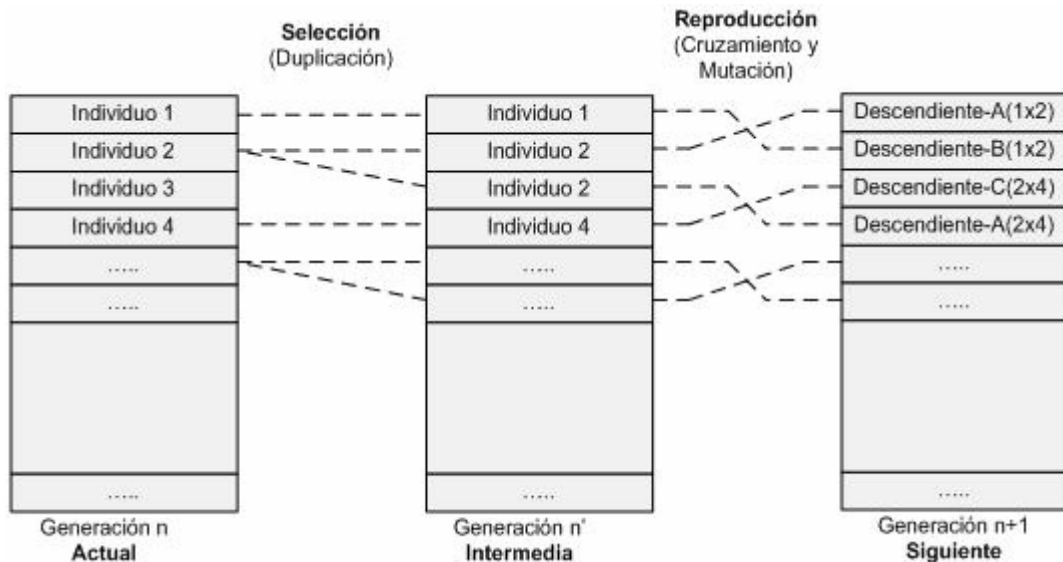 Selección
(Duplicación)
Reproducción
(Cruzamiento y
Mutación)
Individuo 1
Individuo 2
Individuo 3
Individuo 4
.....
.....
.....
Generación n
Actual
Individuo 1
Individuo 2
Individuo 2
Individuo 4
.....
.....
.....
Generación n'
Intermedia
Descendiente-A(1x2)
Descendiente-B(1x2)
Descendiente-C(2x4)
Descendiente-A(2x4)
.....
.....
.....
Generación n+1
Siguiente